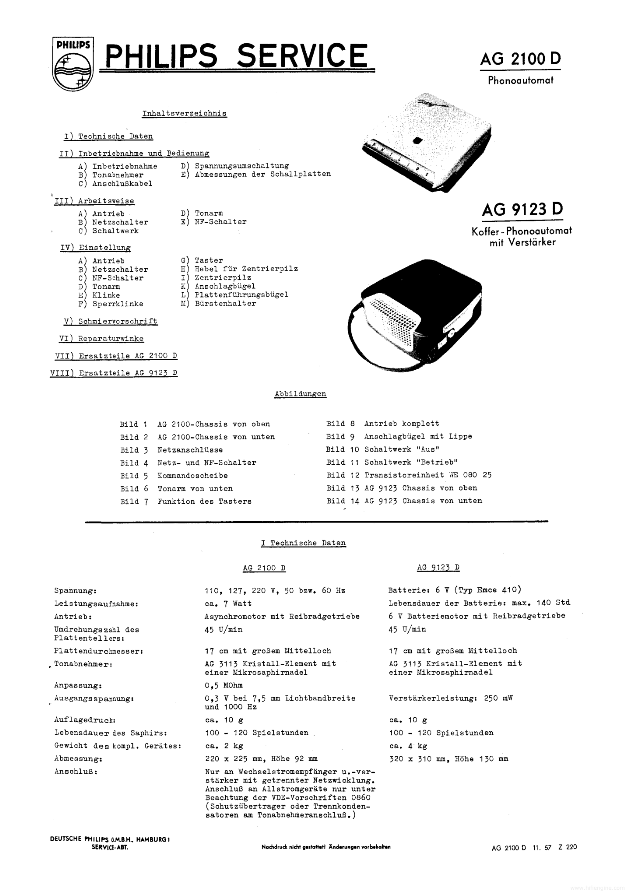 PHILIPS
PHILIPS SERVICE
AG 2100 D
Phonoautomat
Inhaltsverzeichnis
I) Technische Daten
II) Inbetriebnahme und Bedienung
A) Inbetriebnahme D) Spannungsumschaltung
B) Tonabnehmer E) Abmessungen der Schallplatten
C) Anschlußkabel
III) Arbeitsweise
A) Antrieb D) Tonarm
B) Netzschalter E) NF-Schalter
C) Schaltwerk
AG 9123 D
Koffer-Phonoautomat
mit Verstärker
IV) Einstellung
A) Antrieb G) Taster
B) Netzschalter H) Hebel für Zentrierpilz
C) NF-Schalter I) Zentrierpilz
D) Tonarm K) Anschlagbügel
E) Klinke L) Plattenführungsbügel
F) Sperrklinke M) Bürstenhalter
V) Schmiervorschrift
VI) Reparaturwinke
VII) Ersatzteile AG 2100 D
VIII) Ersatzteile AG 9123 D
Abbildungen
Bild 1 AG 2100-Chassis von oben Bild 8 Antrieb komplett
Bild 2 AG 2100-Chassis von unten Bild 9 Anschlagbügel mit Lippe
Bild 3 Netzanschlüsse Bild 10 Schaltwerk "Aus"
Bild 4 Netz- und NF-Schalter Bild 11 Schaltwerk "Betrieb"
Bild 5 Kommandoscheibe Bild 12 Transistoreinheit WE 080 25
Bild 6 Tonarm von unten Bild 13 AG 9123 Chassis von oben
Bild 7 Funktion des Tasters Bild 14 AG 9123 Chassis von unten
I Technische Daten
AG 2100 D AG 9123 D
Spannung: 110, 127, 220 V, 50 bzw. 60 Hz Batterie: 6 V (Typ Emce 410)
Leistungsaufnahme: ca. 7 Watt Lebensdauer der Batterie: max. 140 Std
Antrieb: Asynchronmotor mit Reibradgetriebe 6 V Batteriemotor mit Reibradgetriebe
Umdrehungszahl des 45 U/min 45 U/min
Plattentellers:
Plattendurchmesser: 17 cm mit großem Mittelloch 17 cm mit großem Mittelloch
Tonabnehmer: AG 3113 Kristall-Element mit AG 3113 Kristall-Element mit
einer Mikrosaphirnadel einer Mikrosaphirnadel
Anpassung: 0,5 MOhm
Ausgangsspannung: 0,3 V bei 7,5 mm Lichtbandbreite Verstärkerleistung: 250 mW
und 1000 Hz
Auflagedruck: ca. 10 g ca. 10 g
Lebensdauer des Saphirs: 100 - 120 Spielstunden 100 - 120 Spielstunden
Gewicht des kompl. Gerätes: ca. 2 kg ca. 4 kg
Abmessung: 220 x 225 mm, Höhe 92 mm 320 x 310 mm, Höhe 130 mm
Anschluß: Nur an Wechselstromempfänger u.-ver-
stärker mit getrennter Netzwicklung.
Anschluß an Allstromgeräte nur unter
Beachtung der VDE-Vorschriften 0860
(Schutzübertrager oder Trennkonden-
satoren am Tonabnehmeranschluß.)
DEUTSCHE PHILIPS G.M.B.H., HAMBURG 1
SERVICE-ABT.
Nachdruck nicht gestattet! Änderungen vorbehalten
AG 2100 D 11. 57 Z 220